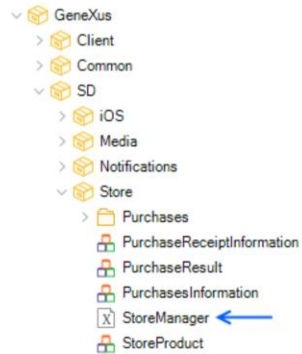 GeneXus
Client
Common
SD
iOS
Media
Notifications
Store
Purchases
PurchaseReceiptInformation
PurchaseResult
PurchasesInformation
StoreManager
StoreProduct